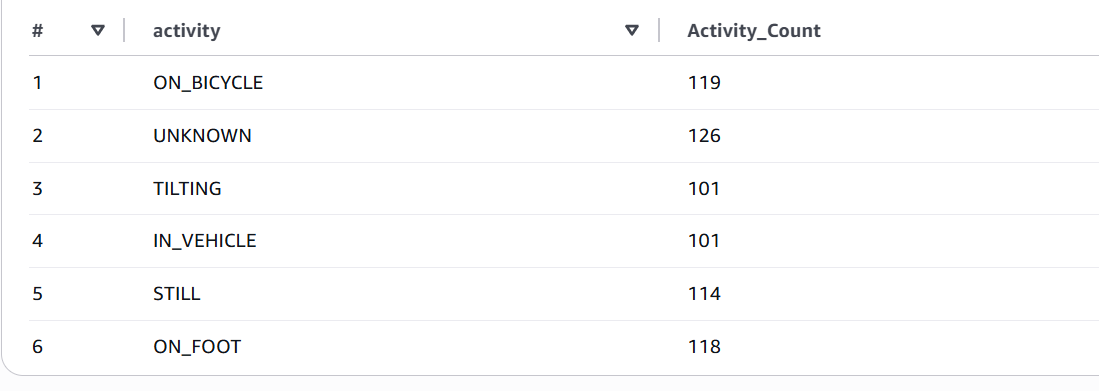 # activity Activity_Count
1 ON_BICYCLE 119
2 UNKNOWN 126
3 TILTING 101
4 IN_VEHICLE 101
5 STILL 114
6 ON_FOOT 118